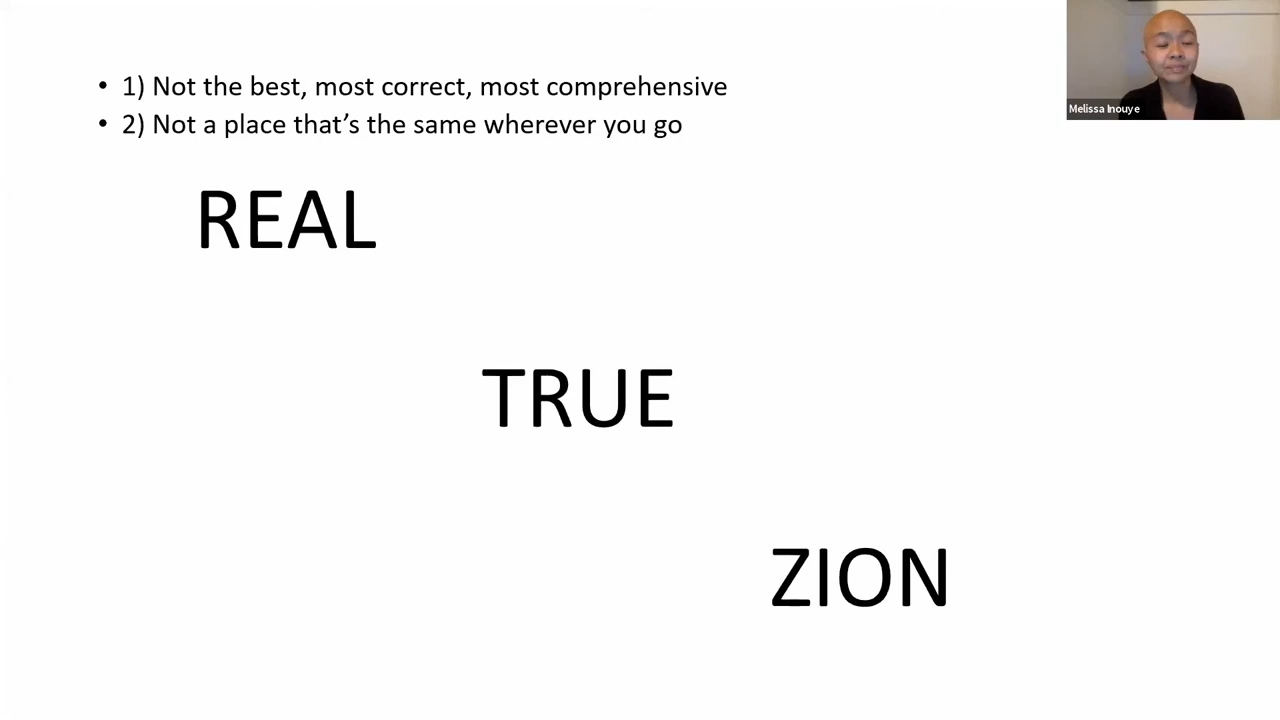 • 1) Not the best, most correct, most comprehensive
• 2) Not a place that’s the same wherever you go
Melissa Inouye
REAL
TRUE
ZION